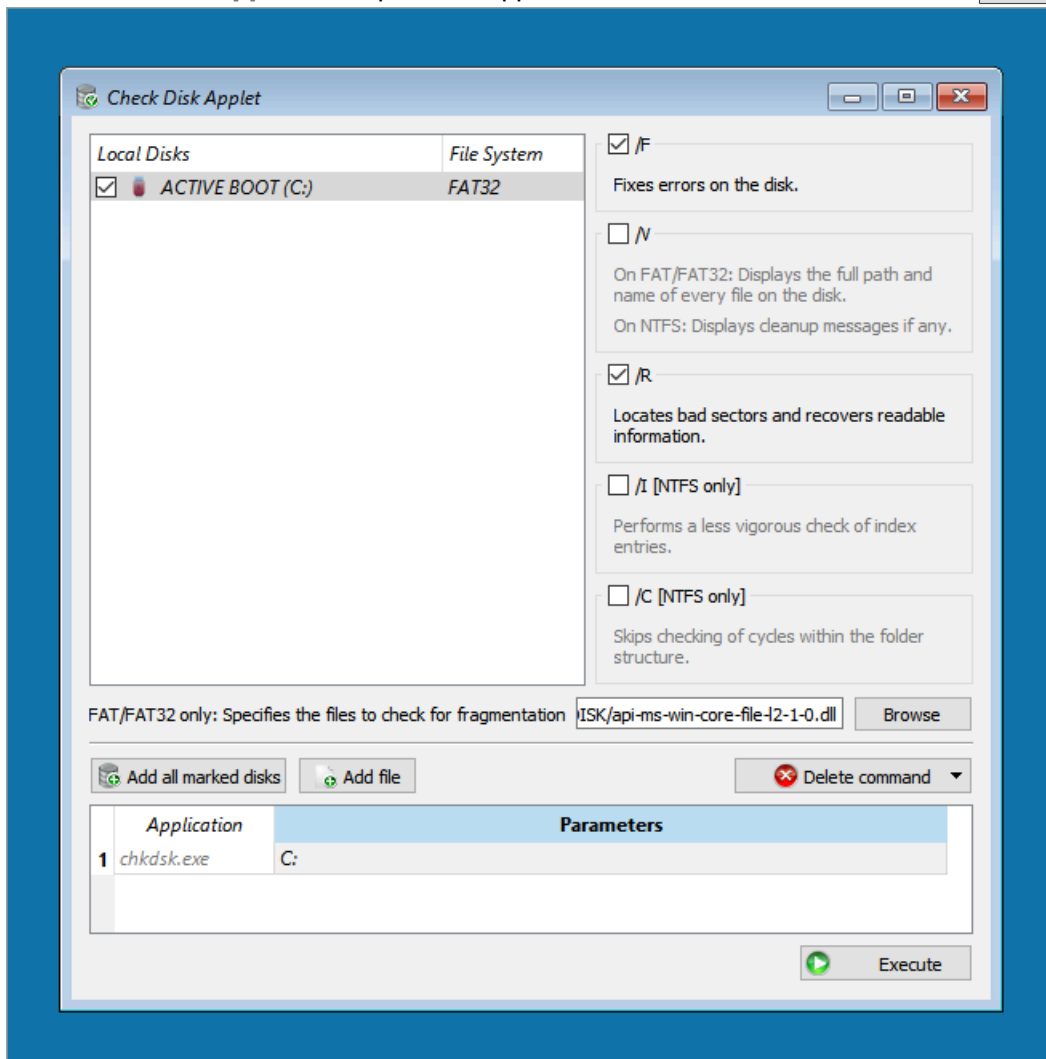 Check Disk Applet
Local Disks File System
ACTIVE BOOT (C:) FAT32
/F
Fixes errors on the disk.
/V
On FAT/FAT32: Displays the full path and
name of every file on the disk.
On NTFS: Displays cleanup messages if any.
/R
Locates bad sectors and recovers readable
information.
/I [NTFS only]
Performs a less vigorous check of index
entries.
/C [NTFS only]
Skips checking of cycles within the folder
structure.
FAT/FAT32 only: Specifies the files to check for fragmentation ISK/api-ms-win-core-file-l2-1-0.dll Browse
Add all marked disks Add file Delete command
Application Parameters
1 chkdsk.exe C:
Execute